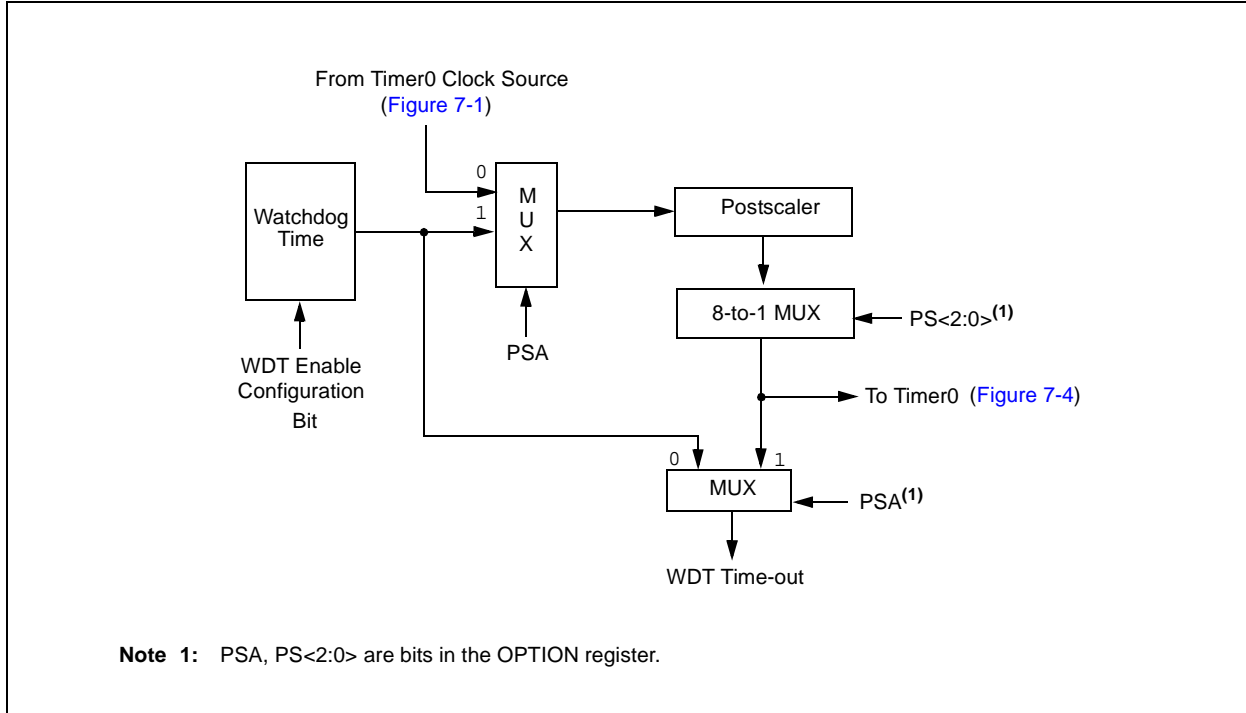 From Timer0 Clock Source
(Figure 7-1)
0
1
M
U
X
Postscaler
Watchdog
Time
8-to-1 MUX
PS<2:0>(1)
PSA
WDT Enable
Configuration
Bit
To Timer0 (Figure 7-4)
0
1
MUX
PSA(1)
WDT Time-out
Note 1: PSA, PS<2:0> are bits in the OPTION register.